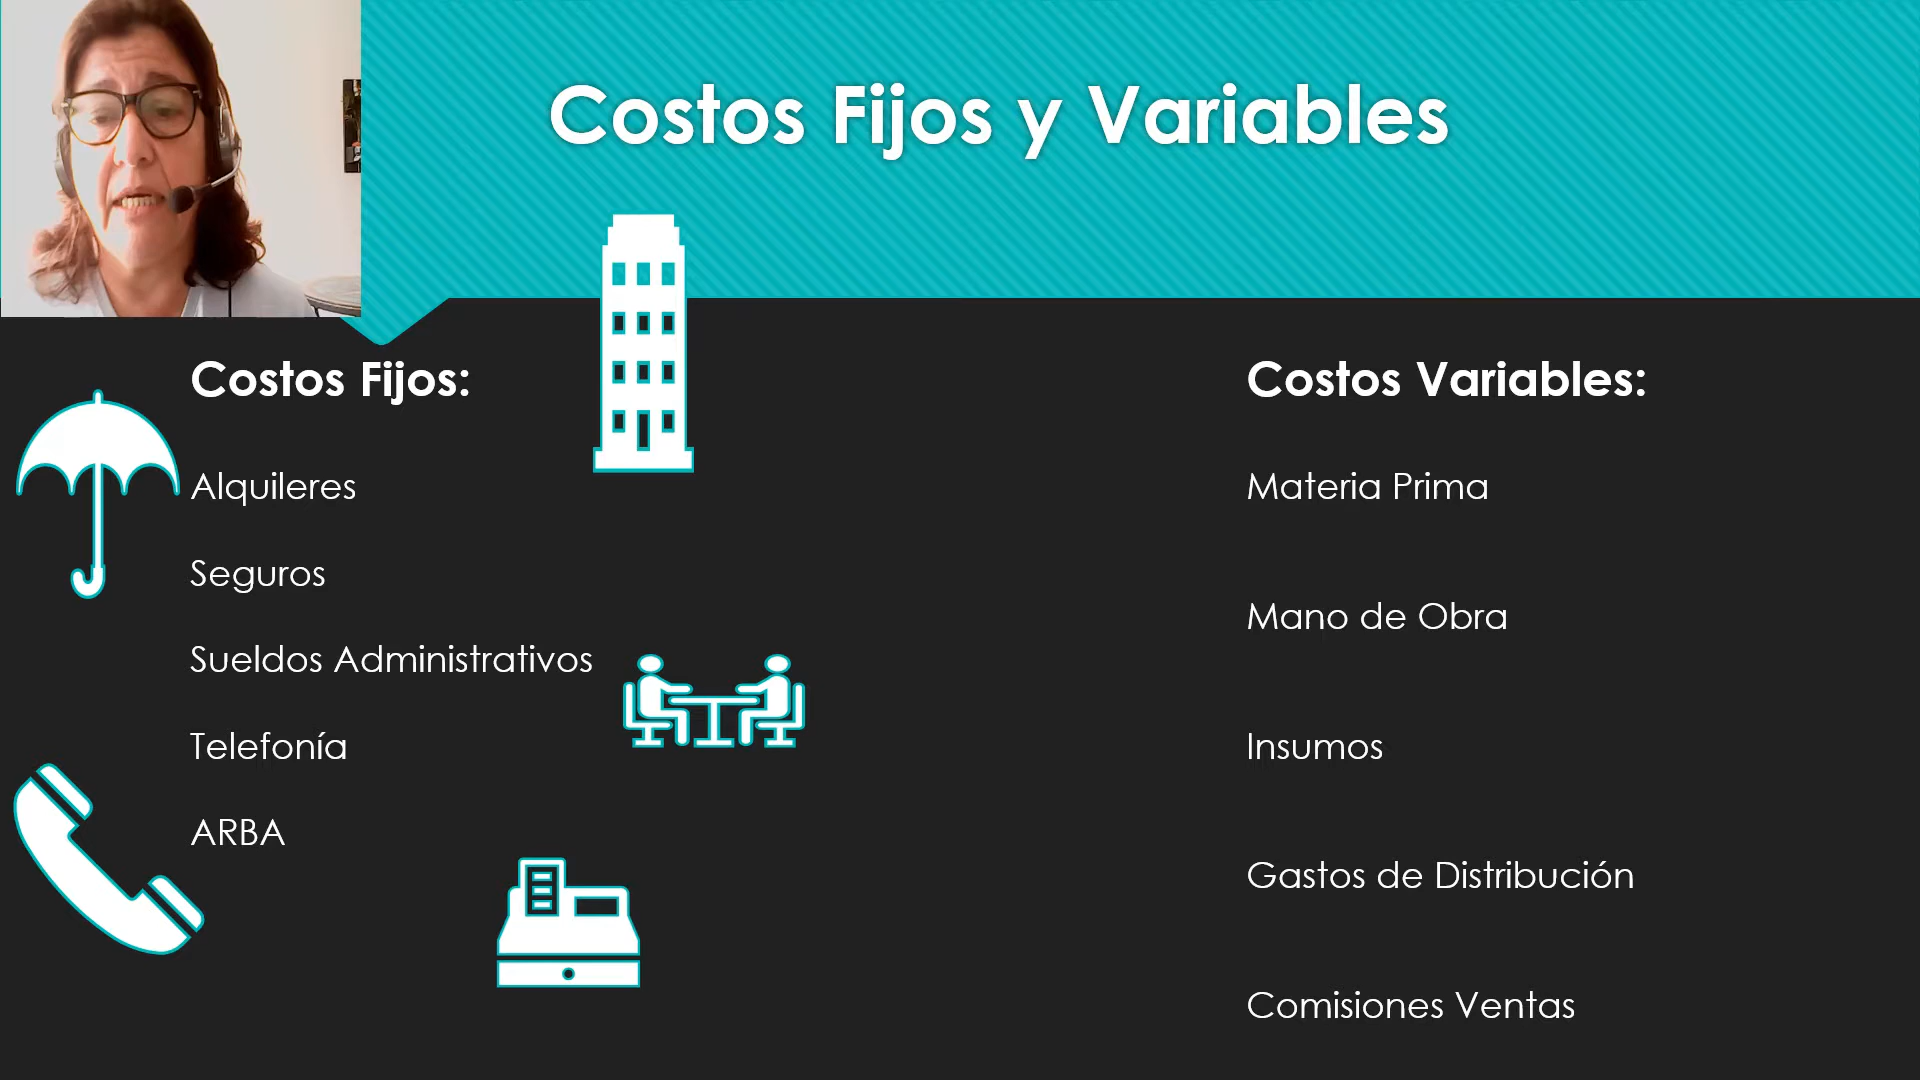 Costos Fijos y Variables
Costos Fijos:
Alquileres
Seguros
Sueldos Administrativos
Telefonía
ARBA
Costos Variables:
Materia Prima
Mano de Obra
Insumos
Gastos de Distribución
Comisiones Ventas